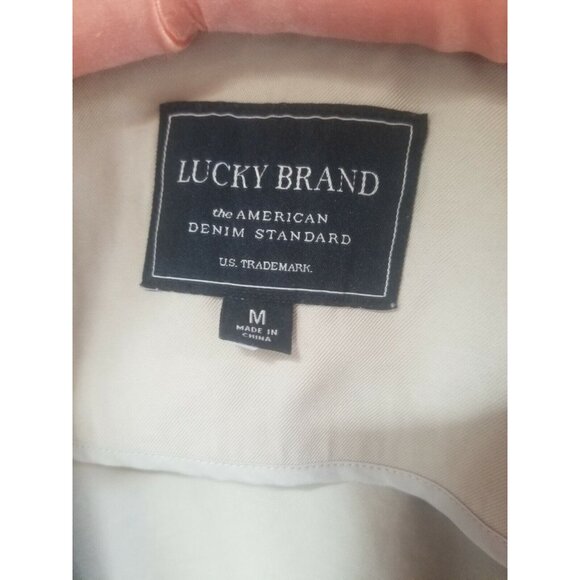 LUCKY BRAND
the AMERICAN
DENIM STANDARD
U.S. TRADEMARK.
M
MADE IN
CHINA